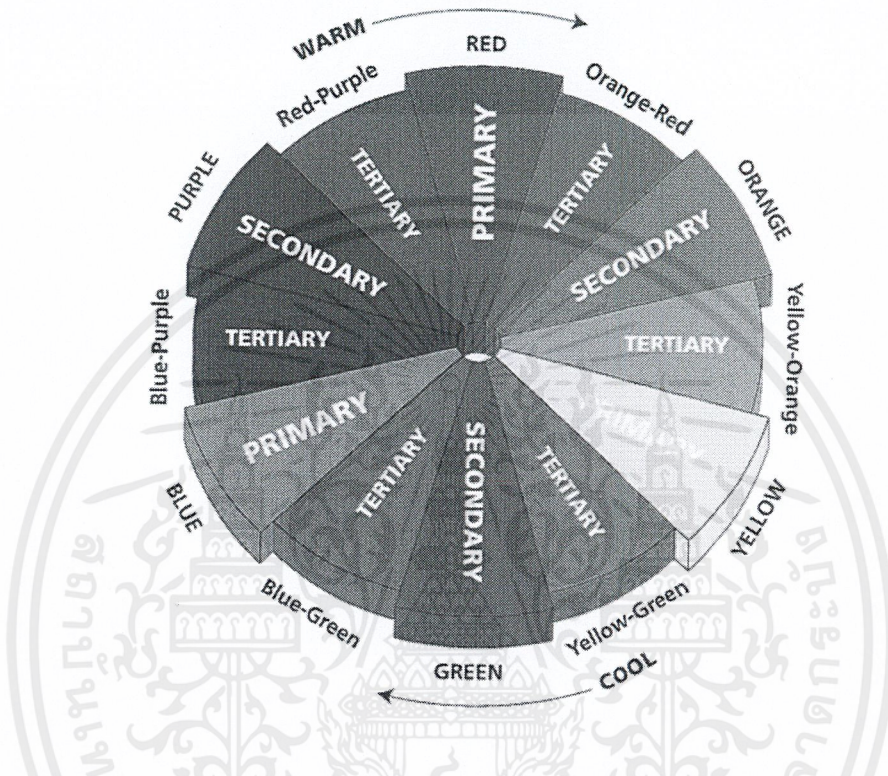 WARM
RED
Orange-Red
ORANGE
Yellow-Orange
YELLOW
Yellow-Green
COOL
GREEN
Blue-Green
BLUE
Blue-Purple
PURPLE
Red-Purple
PRIMARY
TERTIARY
SECONDARY
TERTIARY
PRIMARY
TERTIARY
SECONDARY
TERTIARY
PRIMARY
TERTIARY
SECONDARY
TERTIARY